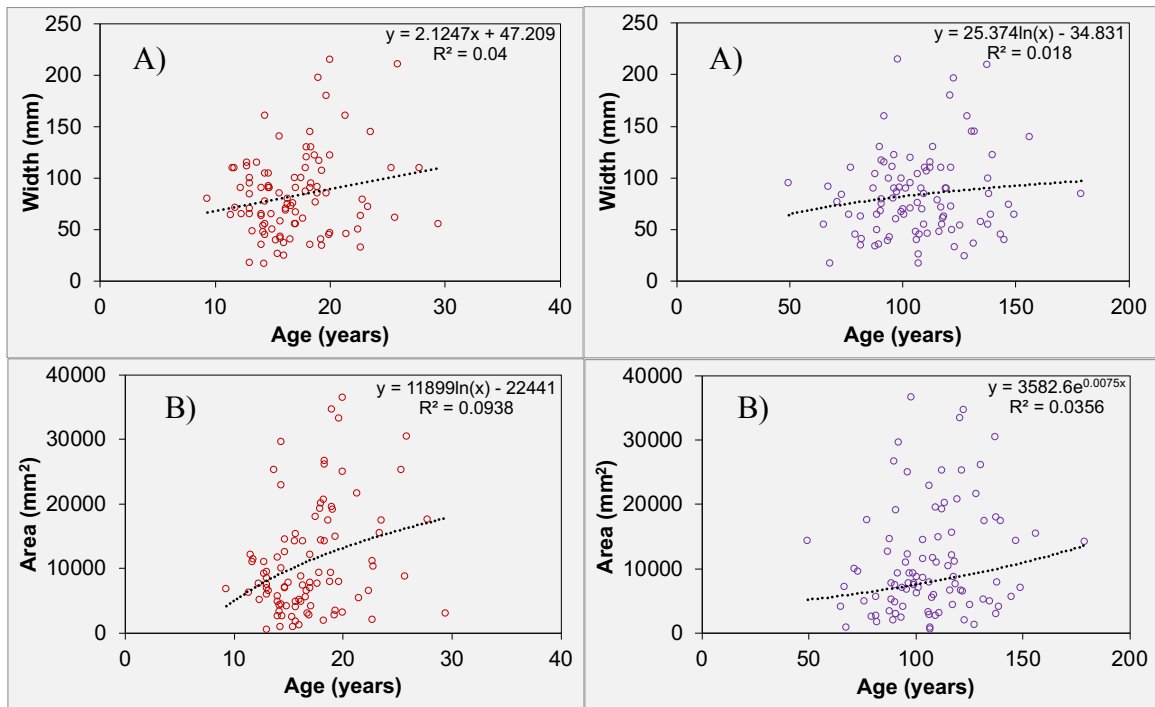 250
200
150
100
50
0
Width (mm)
A)
y = 2.1247x + 47.209
R² = 0.04
0 10 20 30 40
Age (years)
250
200
150
100
50
0
Width (mm)
A)
y = 25.374ln(x) - 34.831
R² = 0.018
0 50 100 150 200
Age (years)
40000
30000
20000
10000
0
Area (mm²)
B)
y = 11899ln(x) - 22441
R² = 0.0938
0 10 20 30 40
Age (years)
40000
30000
20000
10000
0
Area (mm²)
B)
y = 3582.6e^0.0075x
R² = 0.0356
0 50 100 150 200
Age (years)